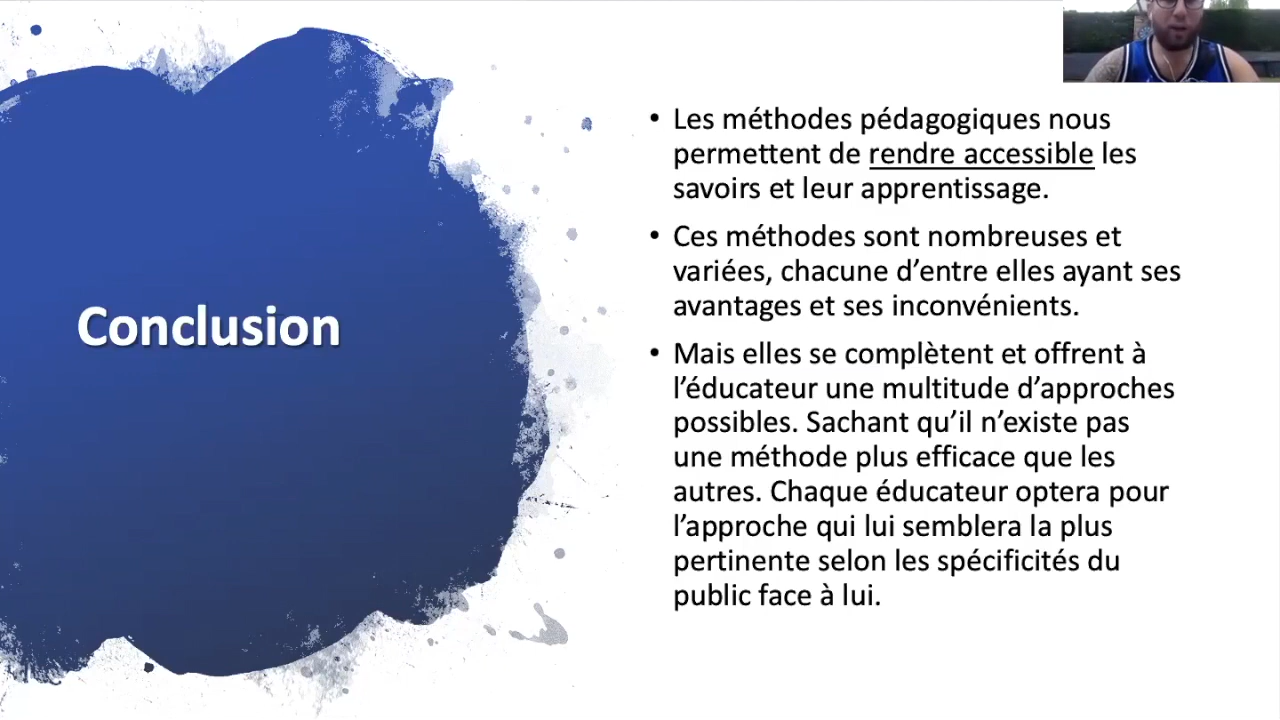 Conclusion
• Les méthodes pédagogiques nous
permettent de rendre accessible les
savoirs et leur apprentissage.
• Ces méthodes sont nombreuses et
variées, chacune d’entre elles ayant ses
avantages et ses inconvénients.
• Mais elles se complètent et offrent à
l’éducateur une multitude d’approches
possibles. Sachant qu’il n’existe pas
une méthode plus efficace que les
autres. Chaque éducateur optera pour
l’approche qui lui semblera la plus
pertinente selon les spécificités du
public face à lui.